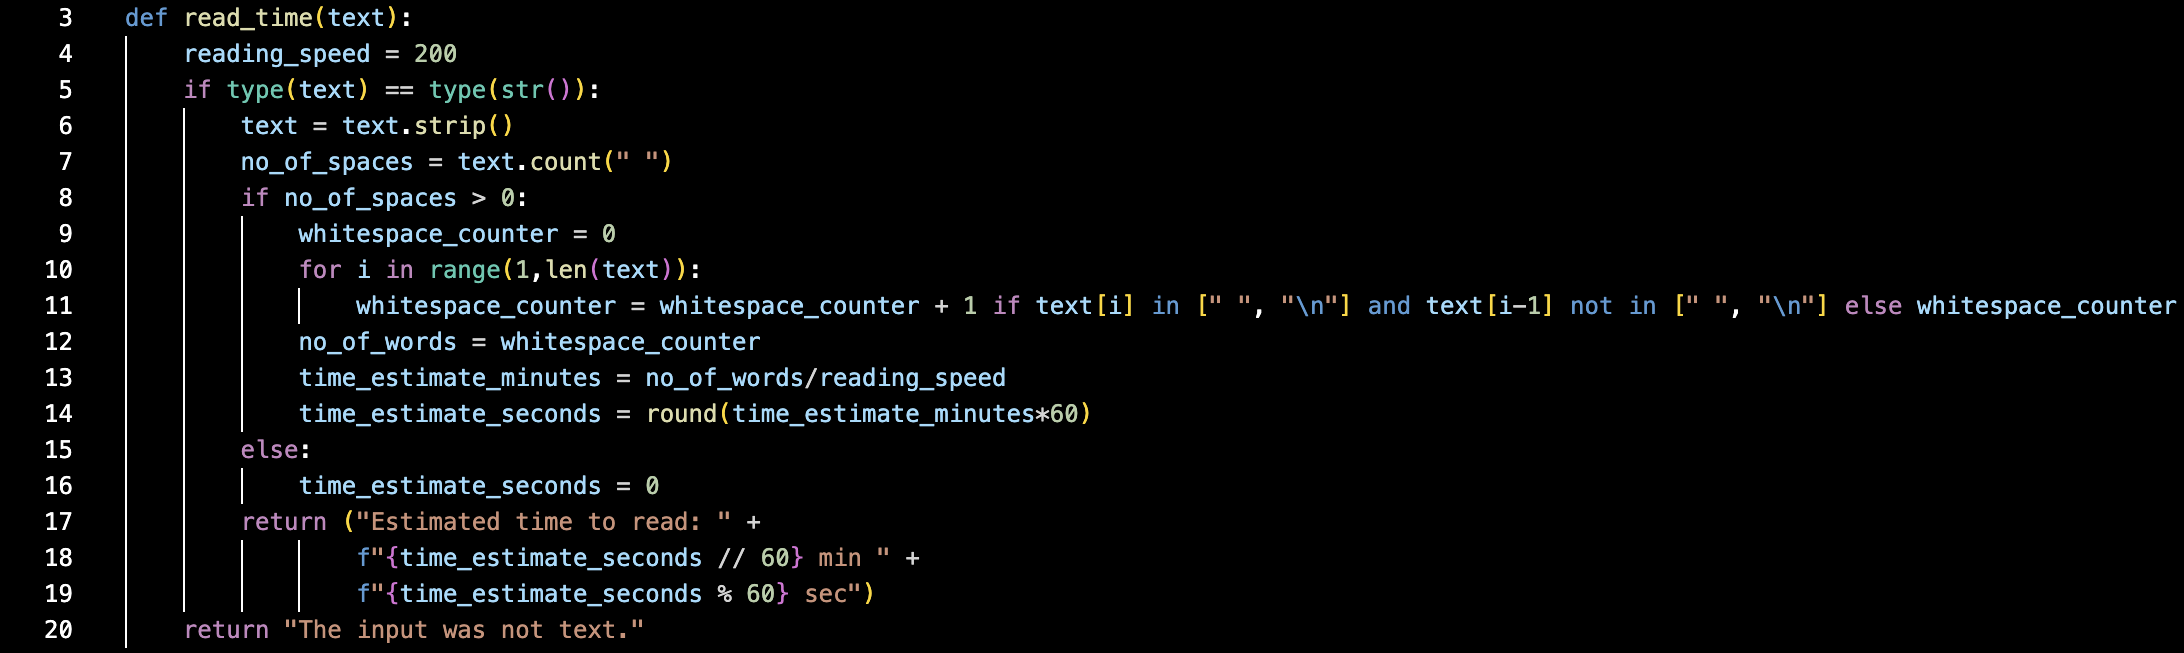 3 def read_time(text):
4     reading_speed = 200
5     if type(text) == type(str()):
6         text = text.strip()
7         no_of_spaces = text.count(" ")
8         if no_of_spaces > 0:
9             whitespace_counter = 0
10             for i in range(1,len(text)):
11                 whitespace_counter = whitespace_counter + 1 if text[i] in [" ", "\n"] and text[i-1] not in [" ", "\n"] else whitespace_counter
12             no_of_words = whitespace_counter
13             time_estimate_minutes = no_of_words/reading_speed
14             time_estimate_seconds = round(time_estimate_minutes*60)
15         else:
16             time_estimate_seconds = 0
17         return ("Estimated time to read: " +
18                 f"{time_estimate_seconds // 60} min " +
19                 f"{time_estimate_seconds % 60} sec")
20     return "The input was not text."